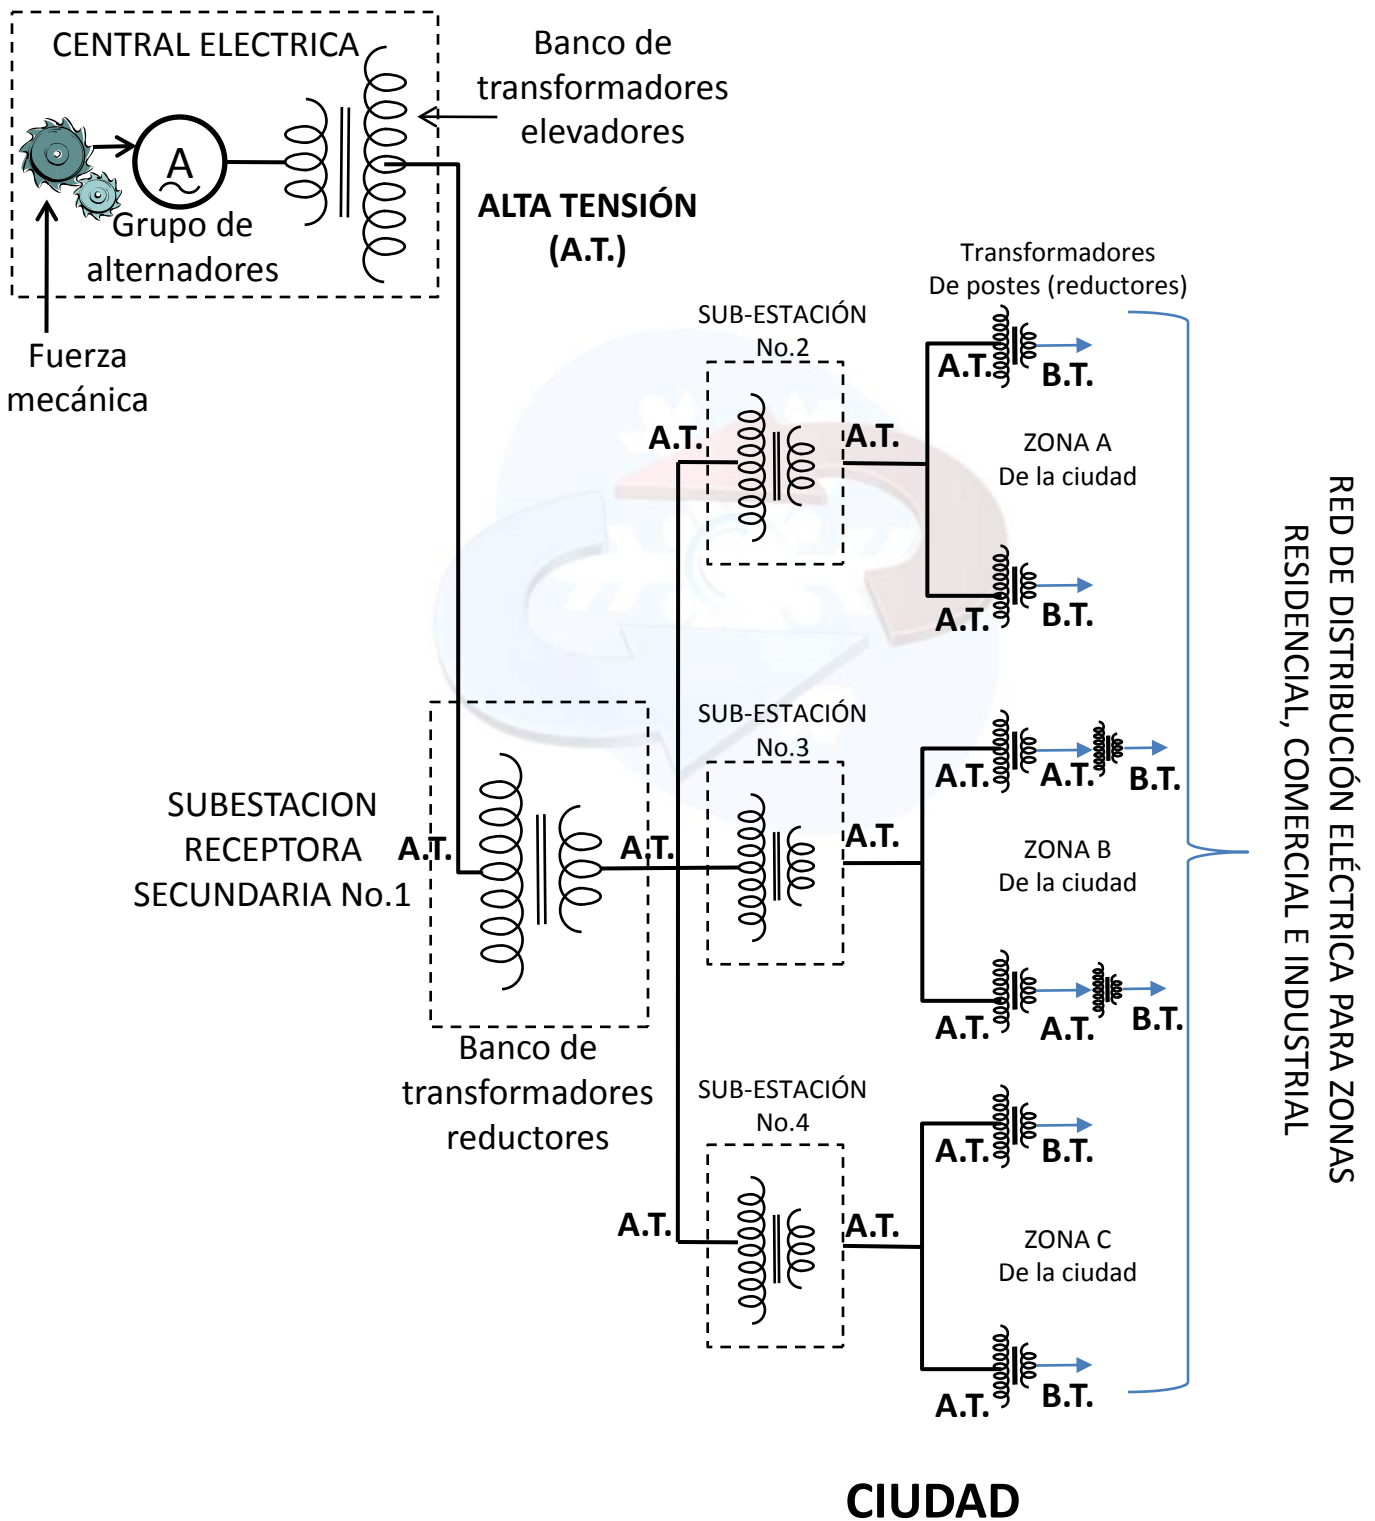 CENTRAL ELECTRICA
A
Grupo de
alternadores
Fuerza
mecánica
Banco de
transformadores
elevadores
ALTA TENSIÓN
(A.T.)
SUBESTACION
RECEPTORA
SECUNDARIA No.1
A.T.
A.T.
Banco de
transformadores
reductores
SUB-ESTACIÓN
No.2
A.T.
A.T.
SUB-ESTACIÓN
No.3
A.T.
SUB-ESTACIÓN
No.4
A.T.
A.T.
Transformadores
De postes (reductores)
A.T.
B.T.
ZONA A
De la ciudad
A.T.
B.T.
A.T.
A.T.
B.T.
ZONA B
De la ciudad
A.T.
A.T.
B.T.
A.T.
B.T.
ZONA C
De la ciudad
A.T.
B.T.
RED DE DISTRIBUCIÓN ELÉCTRICA PARA ZONAS
RESIDENCIAL, COMERCIAL E INDUSTRIAL
CIUDAD